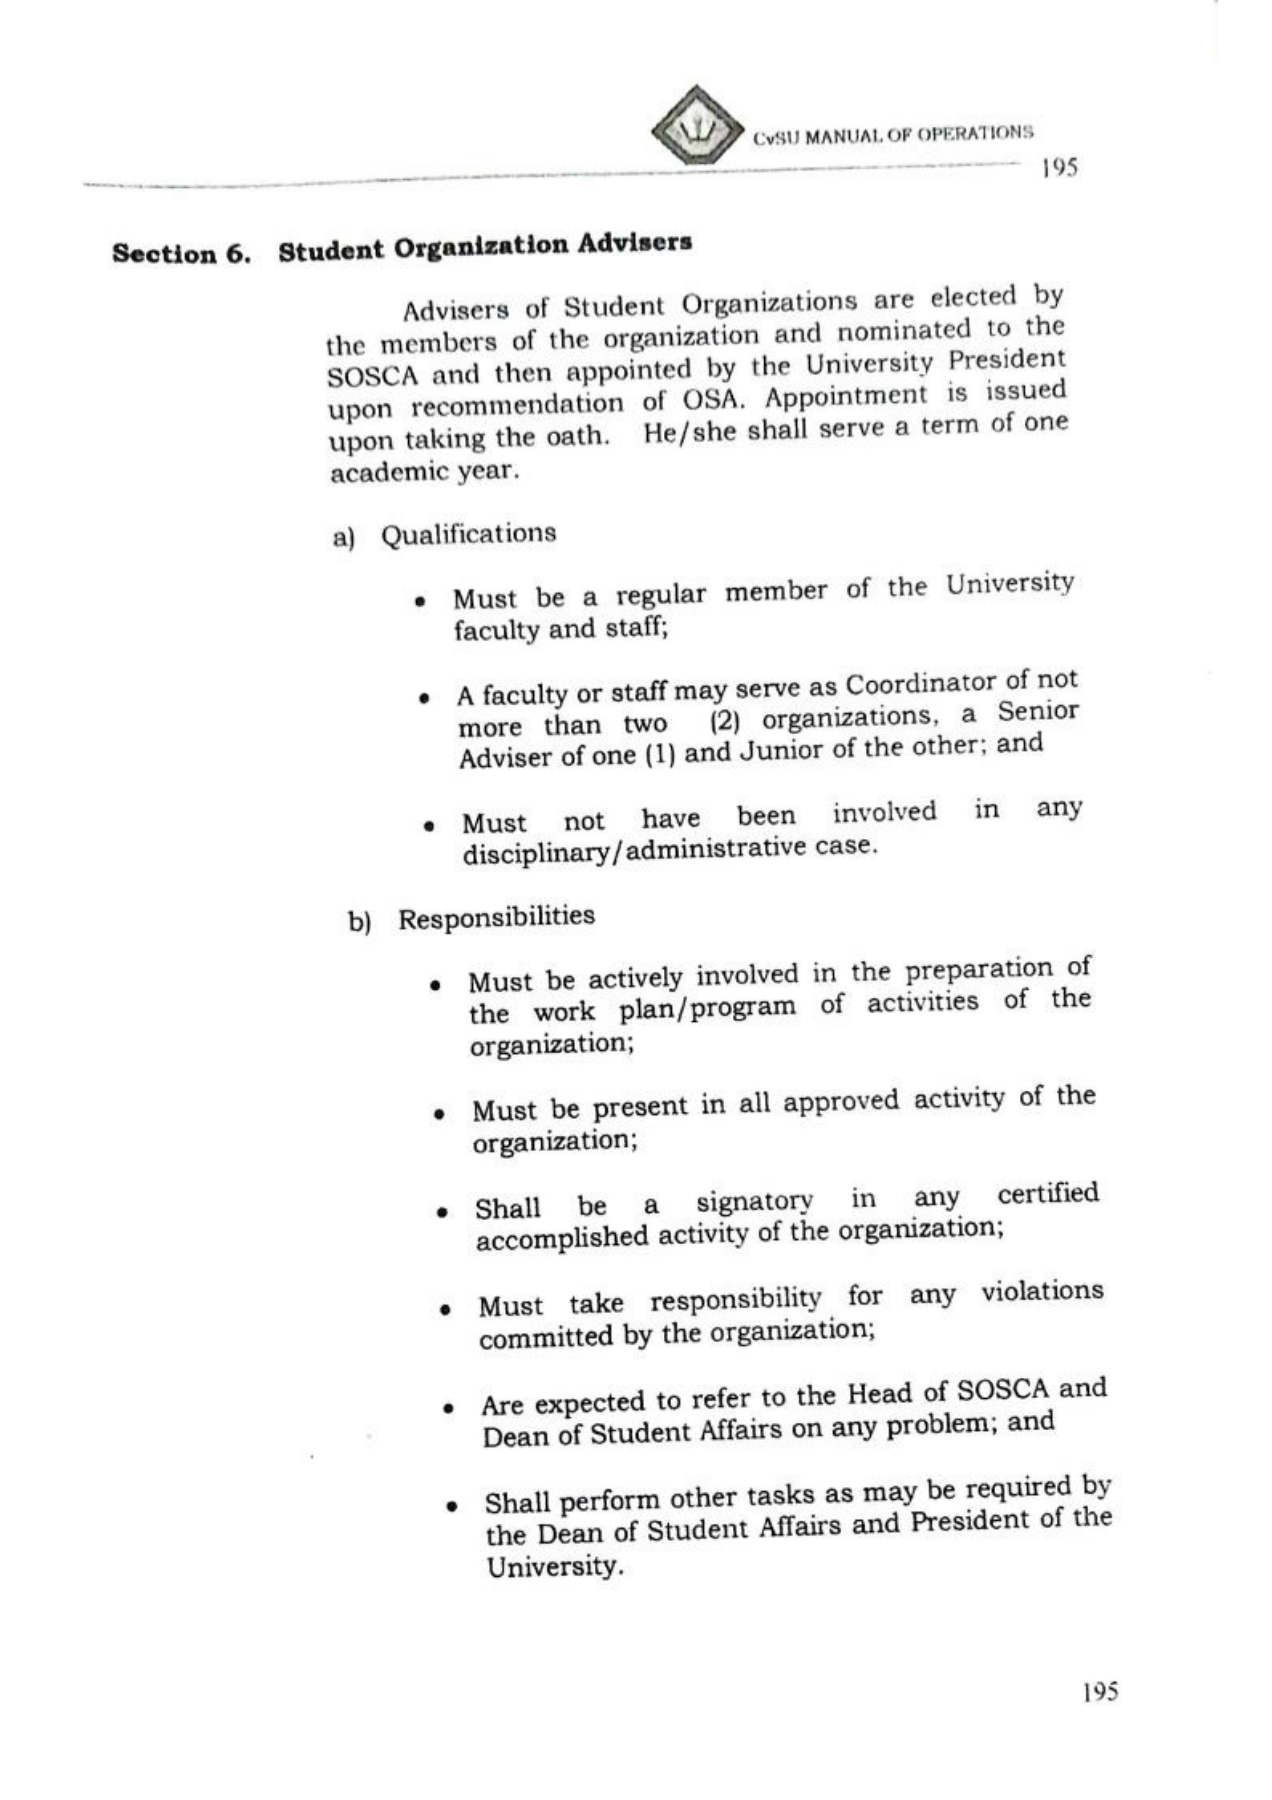 CvSU MANUAL OF OPERATIONS
195
Section 6. Student Organization Advisers
Advisers of Student Organizations are elected by
the members of the organization and nominated to the
SOSCA and then appointed by the University President
upon recommendation of OSA. Appointment is issued
upon taking the oath. He/she shall serve a term of one
academic year.
a) Qualifications
• Must be a regular member of the University
faculty and staff;
• A faculty or staff may serve as Coordinator of not
more than two (2) organizations, a Senior
Adviser of one (1) and Junior of the other; and
• Must not have been involved in any
disciplinary/administrative case.
b) Responsibilities
• Must be actively involved in the preparation of
the work plan/program of activities of the
organization;
• Must be present in all approved activity of the
organization;
• Shall be a signatory in any certified
accomplished activity of the organization;
• Must take responsibility for any violations
committed by the organization;
• Are expected to refer to the Head of SOSCA and
Dean of Student Affairs on any problem; and
• Shall perform other tasks as may be required by
the Dean of Student Affairs and President of the
University.
195